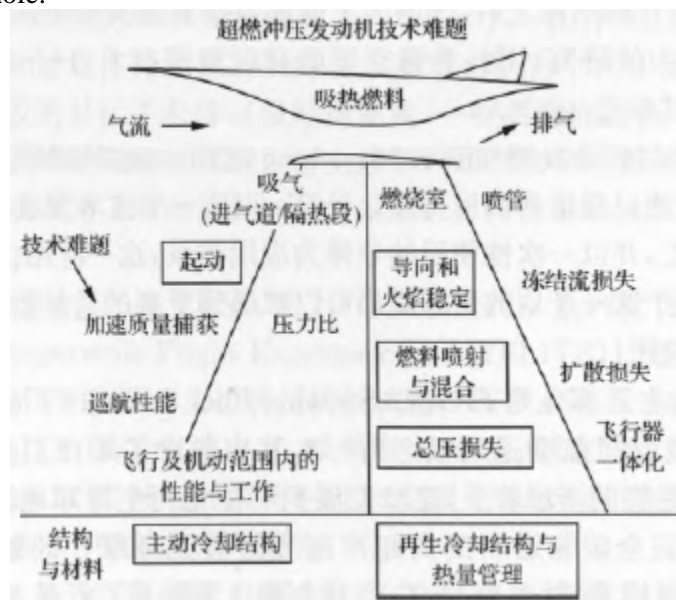 超燃冲压发动机技术难题
吸热燃料
气流
排气
吸气
(进气道/隔热段)
燃烧室
喷管
技术难题
起动
导向和
火焰稳定
冻结流损失
加速质量捕获
压力比
燃料喷射
与混合
扩散损失
巡航性能
总压损失
飞行器
一体化
飞行及机动范围内的
性能与工作
结构
与材料
主动冷却结构
再生冷却结构与
热量管理